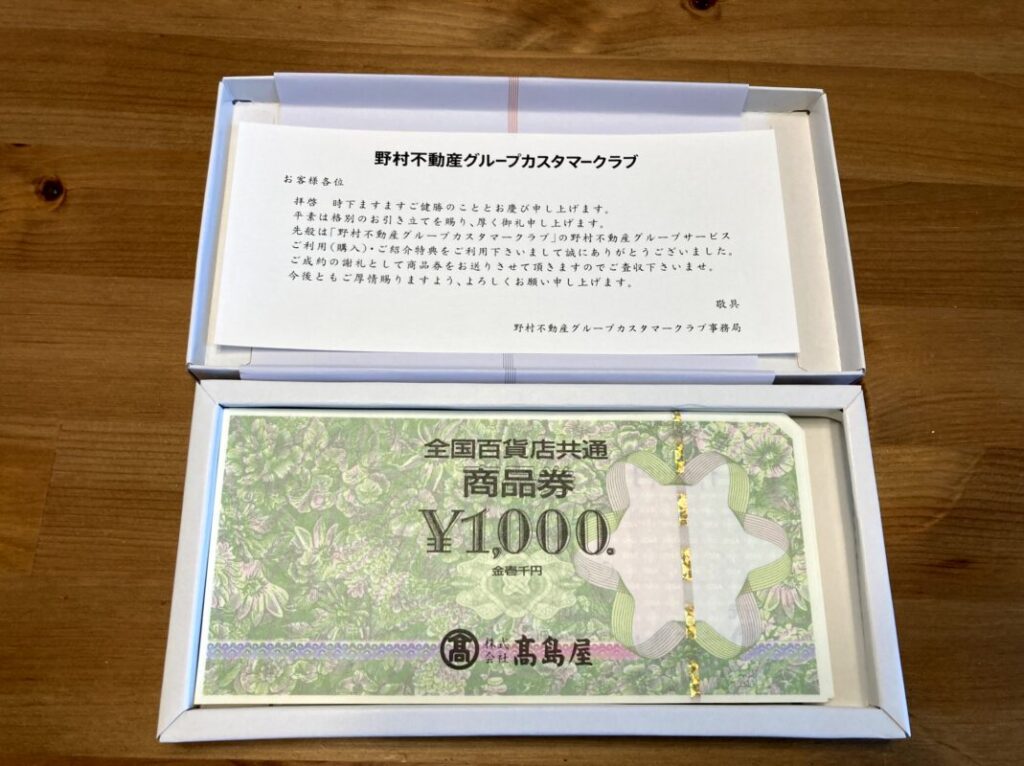 野村不動産グループカスタマークラブ
お客様各位
拝啓　時下ますますご健勝のこととお慶び申し上げます。
平素は格別のお引き立てを賜り、厚く御礼申し上げます。
先般は「野村不動産グループカスタマークラブ」の野村不動産グループサービス
ご利用(購入)・ご紹介特典をご利用下さいまして誠にありがとうございました。
ご成約の謝礼として商品券をお送りさせて頂きますのでご査収下さいませ。
今後ともご厚情賜りますよう、よろしくお願い申し上げます。
敬具
野村不動産グループカスタマークラブ事務局
全国百貨店共通
商品券
¥1,000.
金壱千円
髙 株式会社 髙島屋